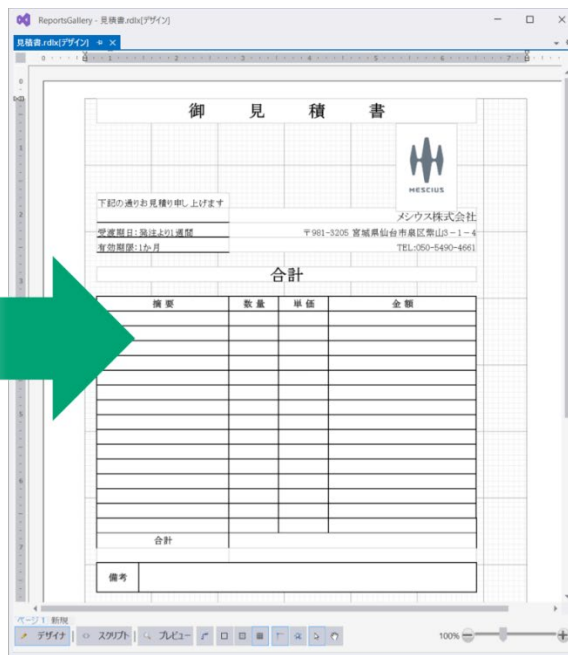 ReportsGallery - 見積書.rdlx[デザイン]
見積書.rdlx[デザイン]
御 見 積 書
MESCIUS
下記の通りお見積り申し上げます
メシウス株式会社
受渡期日:発注より1週間
〒981-3205 宮城県仙台市泉区紫山3-1-4
有効期限:1か月
TEL:050-5490-4661
合計
摘要 数量 単価 金額
合計
備考
ページ 1 新規
デザイナ スクリプト プレビュー 100%